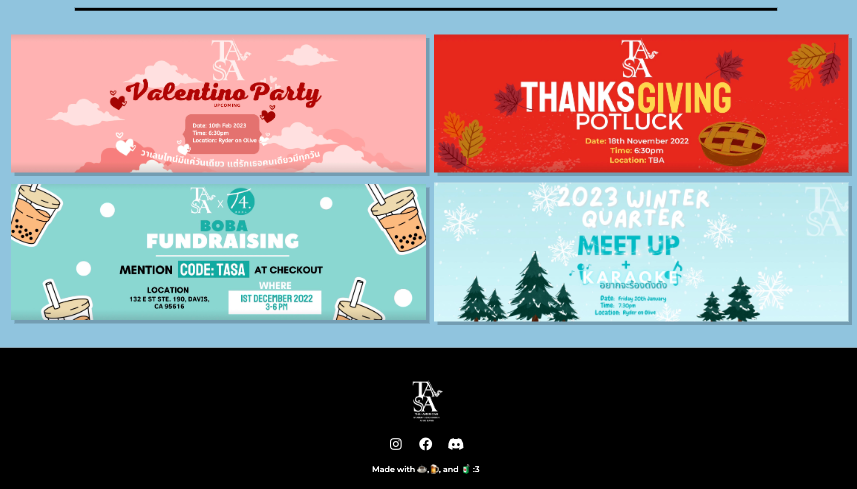 TASA
Valentino Party
UPCOMING
Date: 10th Feb 2023
Time: 6:30pm
Location: Ryder on Olive
วาเลนไทน์มีแค่วันเดียว แต่รักเธอคนเดียวมีทุกวัน
TASA
THANKSGIVING
POTLUCK
Date: 18th November 2022
Time: 6:30pm
Location: TBA
TASA x T4.
BOBA
FUNDRAISING
MENTION CODE: TASA AT CHECKOUT
LOCATION
132 E ST STE. 190, DAVIS,
CA 95616
WHERE
1ST DECEMBER 2022
3-6 PM
TASA
2023 WINTER
QUARTER
MEET UP
+
KARAOKE
อยากจะร้องดังดัง
Date: Friday 20th January
Time: 7:30pm
Location: Ryder on Olive
TASA
Made with , , and :3